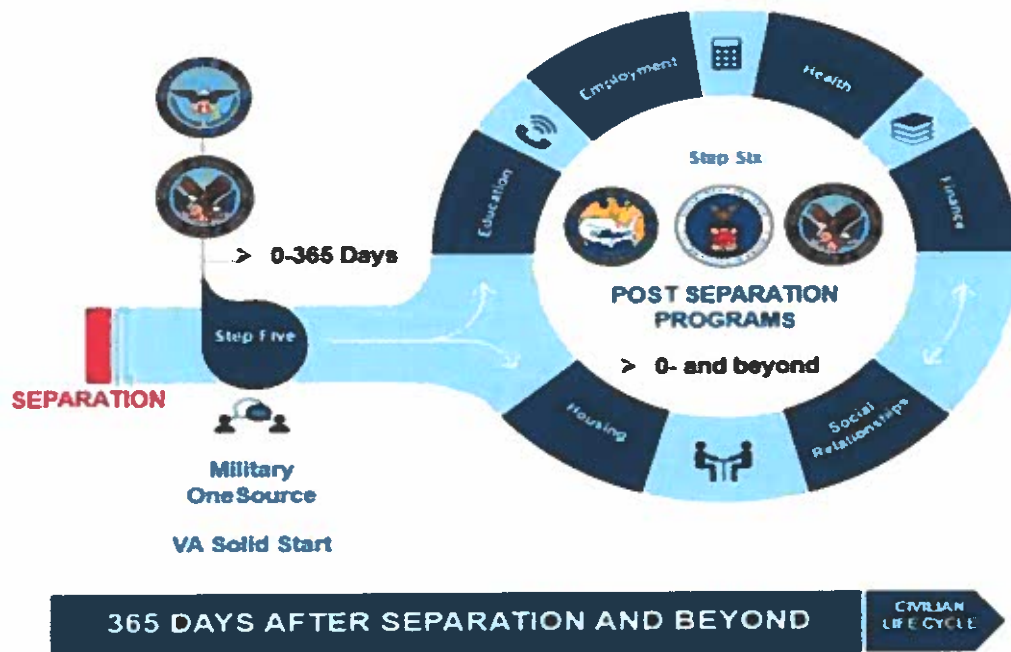 Employment
Health
Education
Step Six
Finance
> 0-365 Days
POST SEPARATION
PROGRAMS
Step Five
> 0- and beyond
SEPARATION
Housing
Social
Relationships
Military
OneSource
VA Solid Start
365 DAYS AFTER SEPARATION AND BEYOND
CIVILIAN
LIFE CYCLE